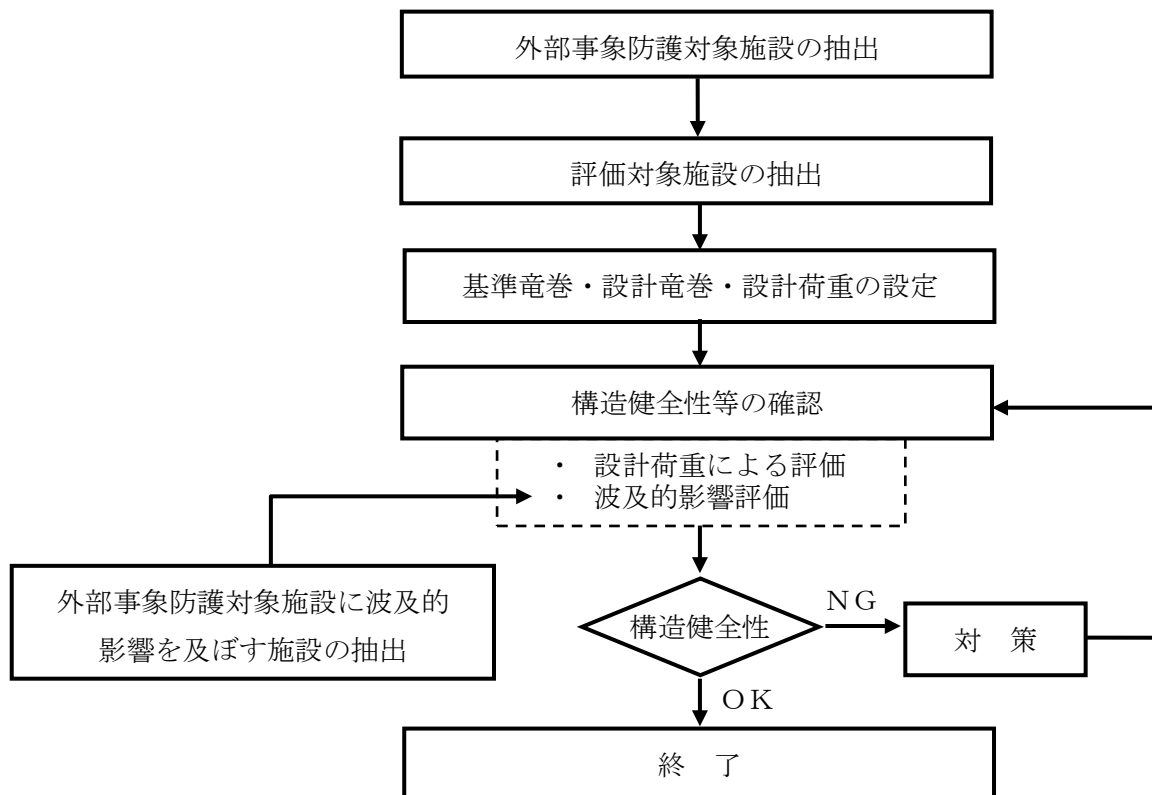 外部事象防護対象施設の抽出
評価対象施設の抽出
基準竜巻・設計竜巻・設計荷重の設定
構造健全性等の確認
・ 設計荷重による評価
・ 波及的影響評価
外部事象防護対象施設に波及的
影響を及ぼす施設の抽出
構造健全性
ＮＧ
対　策
ＯＫ
終　了